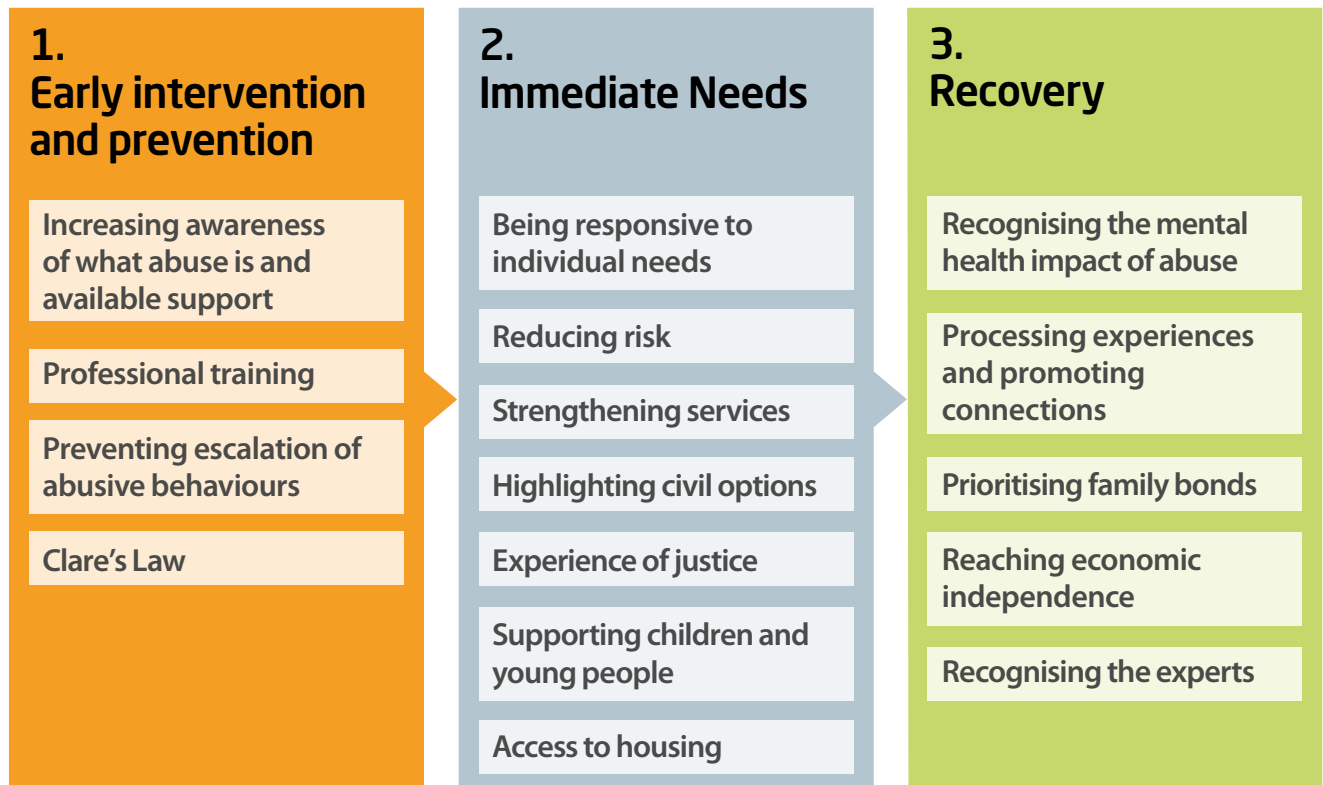 1.
Early intervention
and prevention
Increasing awareness
of what abuse is and
available support
Professional training
Preventing escalation of
abusive behaviours
Clare’s Law
2.
Immediate Needs
Being responsive to
individual needs
Reducing risk
Strengthening services
Highlighting civil options
Experience of justice
Supporting children and
young people
Access to housing
3.
Recovery
Recognising the mental
health impact of abuse
Processing experiences
and promoting
connections
Prioritising family bonds
Reaching economic
independence
Recognising the experts